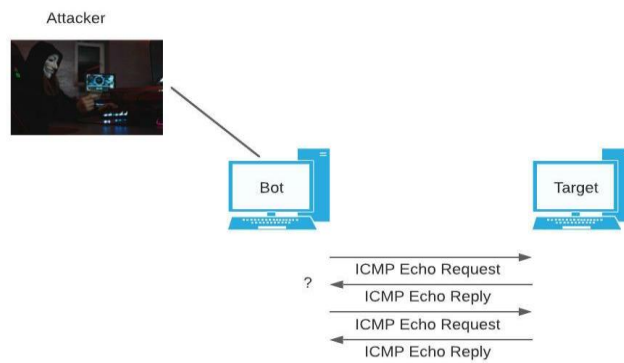 Attacker
Bot
Target
ICMP Echo Request
?
ICMP Echo Reply
ICMP Echo Request
ICMP Echo Reply